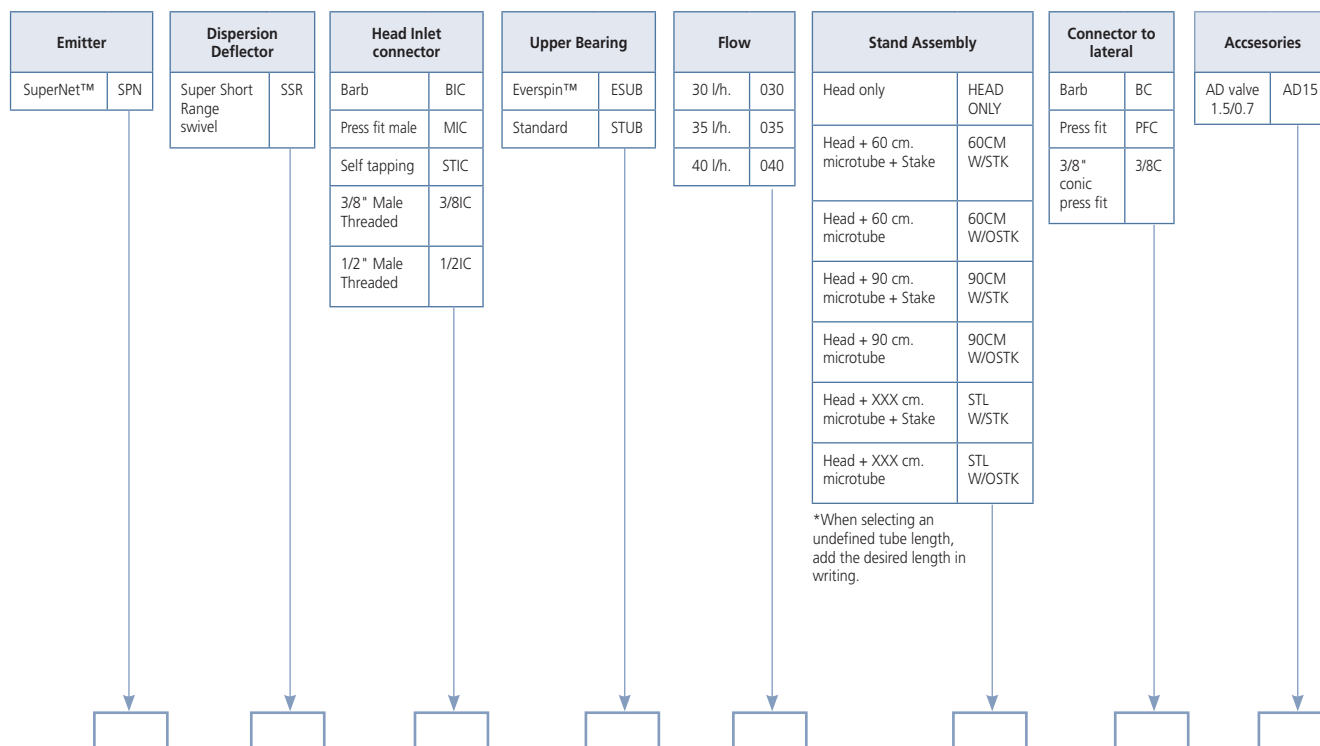 Emitter
SuperNet™ SPN
Dispersion
Deflector
Super Short SSR
Range
swivel
Head Inlet
connector
Barb BIC
Press fit male MIC
Self tapping STIC
3/8" Male 3/8IC
Threaded
1/2" Male 1/2IC
Threaded
Upper Bearing
Everspin™ ESUB
Standard STUB
Flow
30 l/h. 030
35 l/h. 035
40 l/h. 040
Stand Assembly
Head only HEAD
ONLY
Head + 60 cm. 60CM
microtube + Stake W/STK
Head + 60 cm. 60CM
microtube W/OSTK
Head + 90 cm. 90CM
microtube + Stake W/STK
Head + 90 cm. 90CM
microtube W/OSTK
Head + XXX cm. STL
microtube + Stake W/STK
Head + XXX cm. STL
microtube W/OSTK
*When selecting an
undefined tube length,
add the desired length in
writing.
Connector to
lateral
Barb BC
Press fit PFC
3/8" 3/8C
conic
press fit
Accsesories
AD valve AD15
1.5/0.7